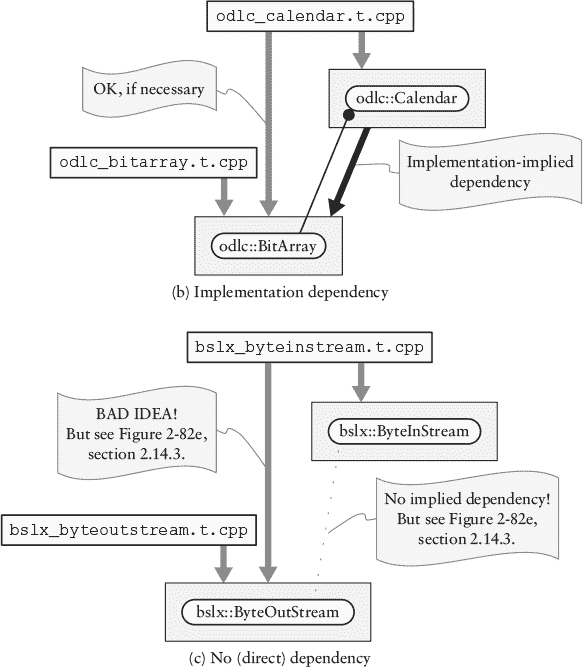 odlc_calendar.t.cpp
OK, if necessary
odlc::Calendar
odlc_bitarray.t.cpp
Implementation-implied
dependency
odlc::BitArray
(b) Implementation dependency
bslx_byteinstream.t.cpp
BAD IDEA!
But see Figure 2-82e,
section 2.14.3.
bslx::ByteInStream
No implied dependency!
But see Figure 2-82e,
section 2.14.3.
bslx_byteoutstream.t.cpp
bslx::ByteOutStream
(c) No (direct) dependency